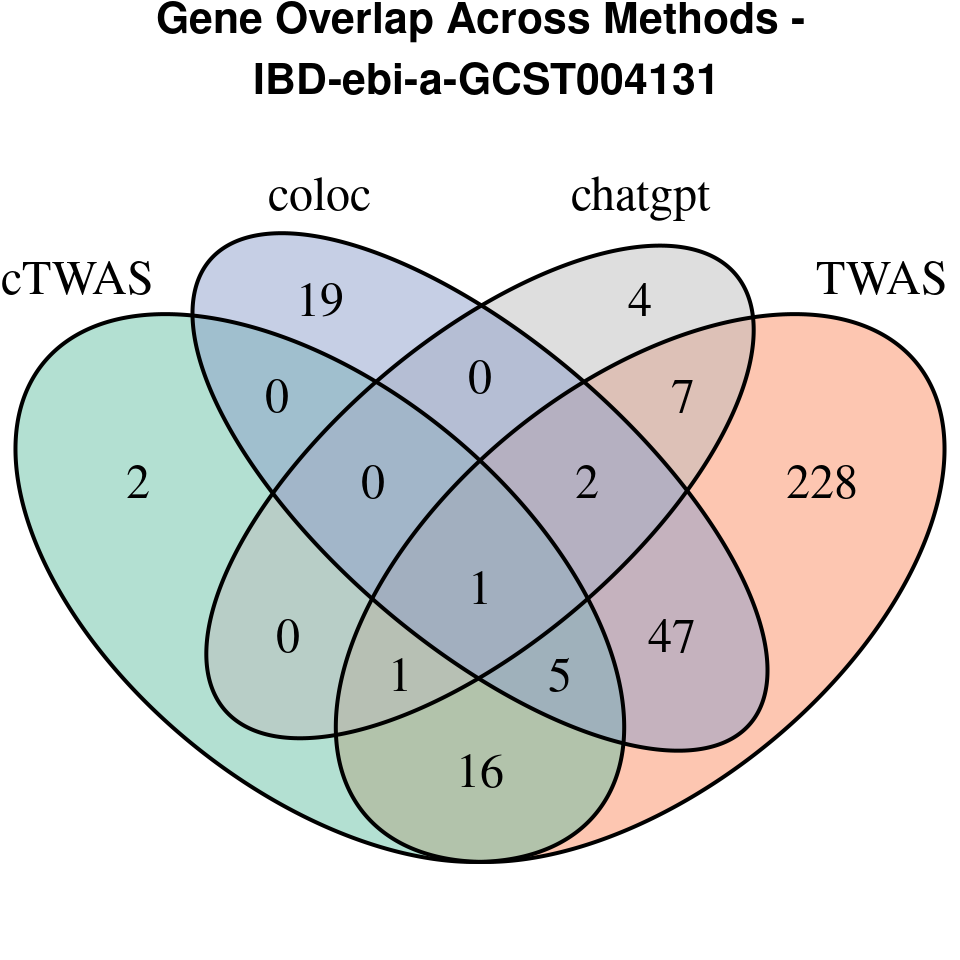 Gene Overlap Across Methods -
IBD-ebi-a-GCST004131
coloc
chatgpt
cTWAS
TWAS
19
4
0
0
7
2
0
2
228
1
0
47
1
5
16